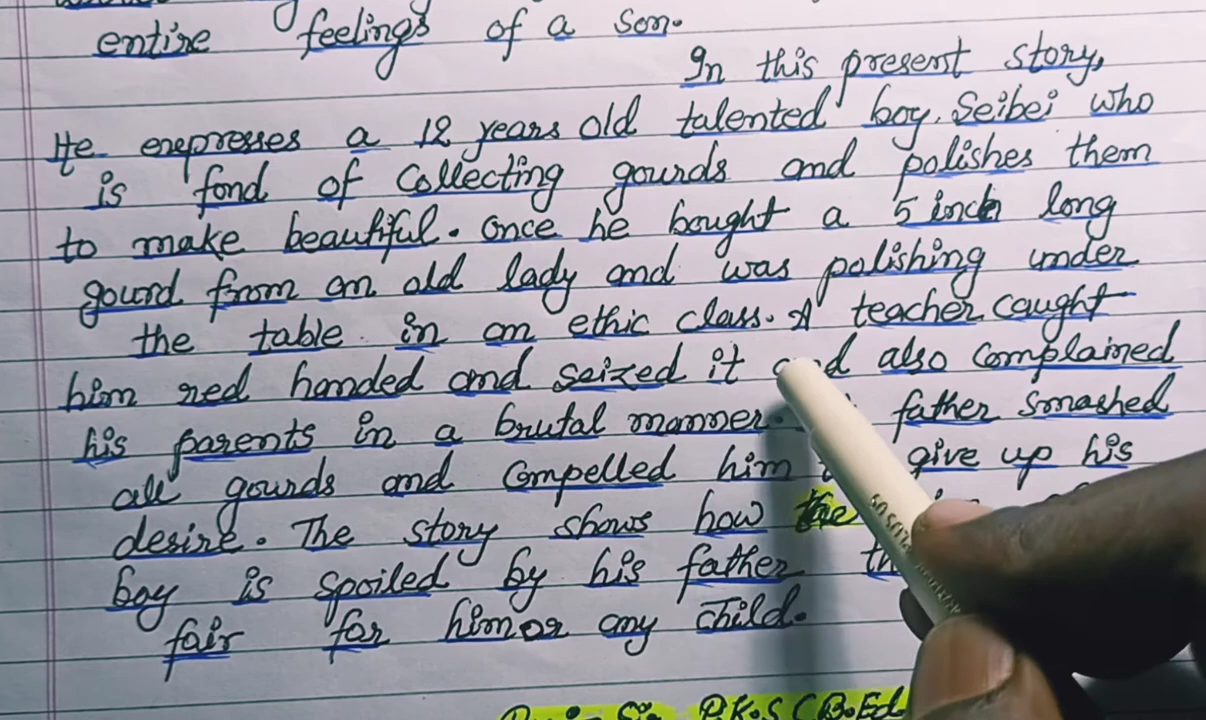 entire feelings of a son.
In this present story,
He exepresses a 12 years old talented boy, Seibei who
is fond of collecting gourds and polishes them
to make beautiful. Once he bought a 5 inch long
gourd from an old lady and was polishing under
the table in an ethic class. A teacher caught
him red handed and seized it and also complained
his parents in a brutal manner. father smashed
all gourds and compelled him give up his
desire. The story shows how the
boy is spoiled by his father
fair for him or any child.
P.K.S (B.Ed